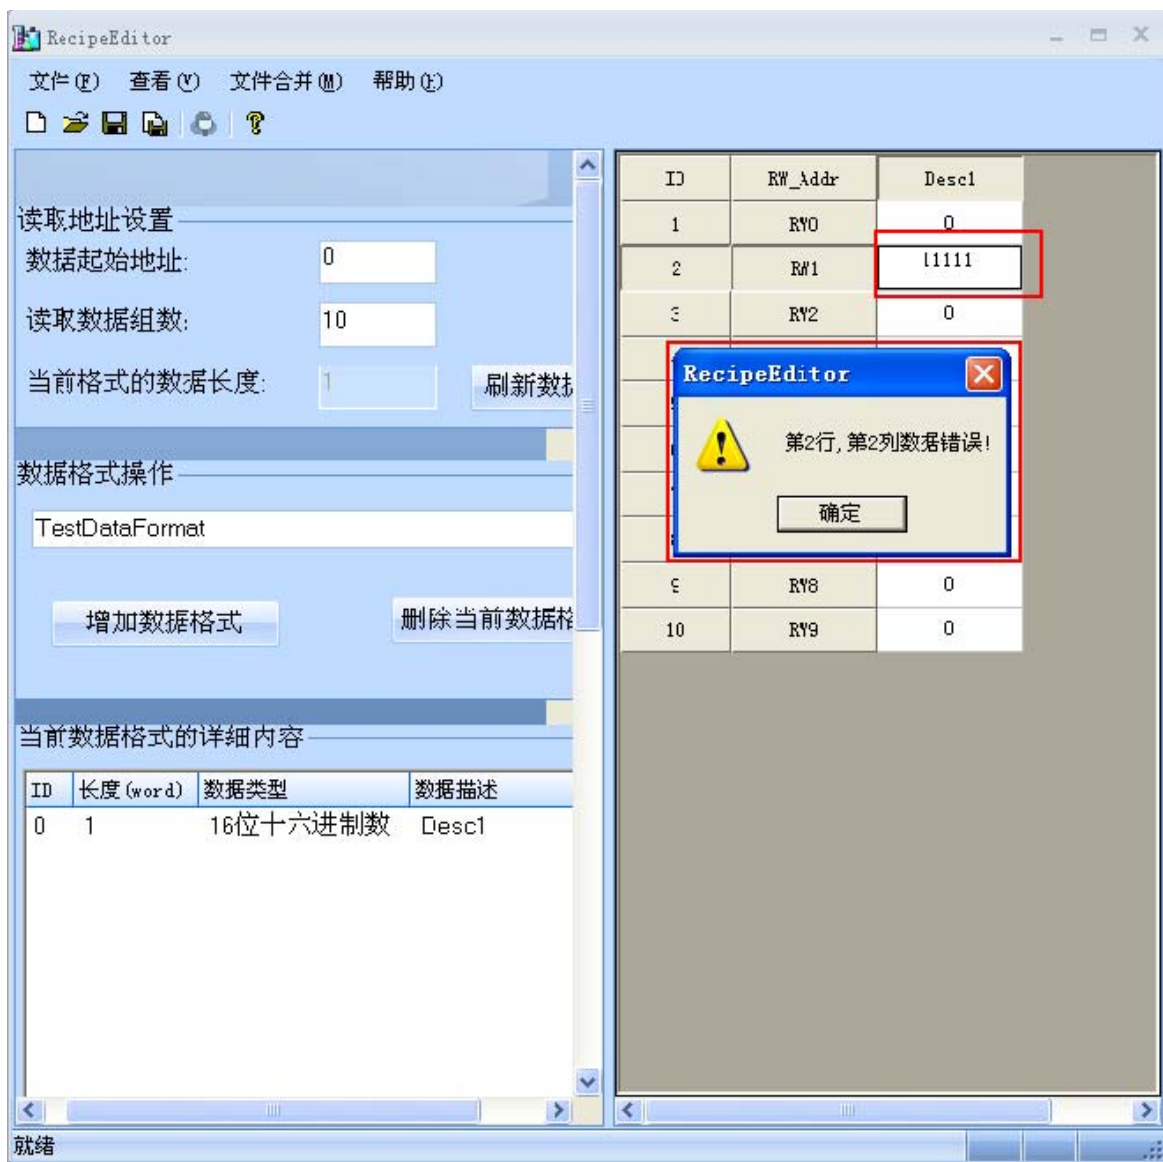 RecipeEditor
文件(F) 查看(V) 文件合并(M) 帮助(H)
读取地址设置
数据起始地址: 0
读取数据组数: 10
当前格式的数据长度: 1 刷新数
数据格式操作
TestDataFormat
增加数据格式 删除当前数据格
当前数据格式的详细内容
ID 长度(word) 数据类型 数据描述
0 1 16位十六进制数 Desc1
就绪
ID RW_Addr Desc1
1 RW0 0
2 RW1 11111
3 RW2 0
RecipeEditor
第2行,第2列数据错误!
确定
9 RW8 0
10 RW9 0